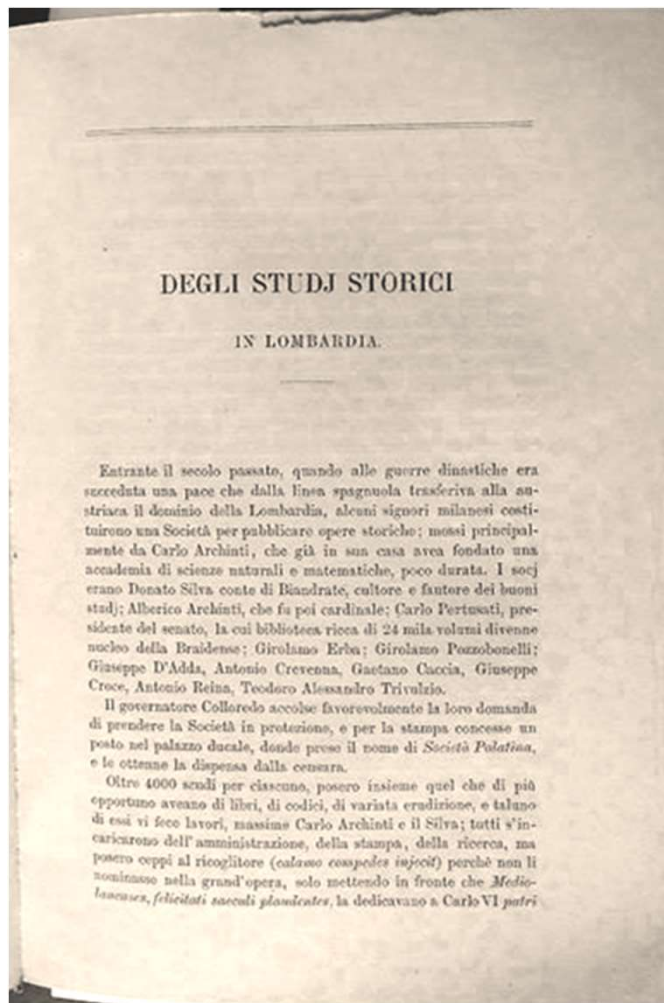 DEGLI STUDJ STORICI
IN LOMBARDIA.
Entrante il secolo passato, quando alle guerre dinastiche era
succeduta una pace che dalla linea spagnuola trasferiva alla au-
striaca il dominio della Lombardia, alcuni signori milanesi costi-
tuirono una Società per pubblicare opere storiche; mossi principal-
mente da Carlo Archinti, che già in sua casa avea fondato una
accademia di scienze naturali e matematiche, poco durata. I socj
erano Donato Silva conte di Biandrate, cultore e fautore dei buoni
studj; Alberico Archinti, che fu poi cardinale; Carlo Pertusati, pre-
sidente del senato, la cui biblioteca ricca di 24 mila volumi divenne
nucleo della Braidense; Girolamo Erba; Girolamo Pozzobonelli;
Giuseppe D'Adda, Antonio Crevenna, Gaetano Caccia, Giuseppe
Croce, Antonio Reina, Teodoro Alessandro Trivulzio.
Il governatore Colloredo accolse favorevolmente la loro domanda
di prendere la Società in protezione, e per la stampa concesse un
posto nel palazzo ducale, donde prese il nome di Società Palatina,
e le ottenne la dispensa dalla censura.
Oltre 4000 scudi per ciascuno, posero insieme quel che di più
opportuno aveano di libri, di codici, di variata erudizione, e taluno
di essi vi fece lavori, massime Carlo Archinti e il Silva; tutti s'in-
caricarono dell'amministrazione, della stampa, della ricerca, ma
posero ceppi al ricoglitore (calamo compedes injecit) perchè non li
nominasse nella grand'opera, solo mettendo in fronte che Medio-
lanenses, felicitati saeculi plaudentes, la dedicavano a Carlo VI patri